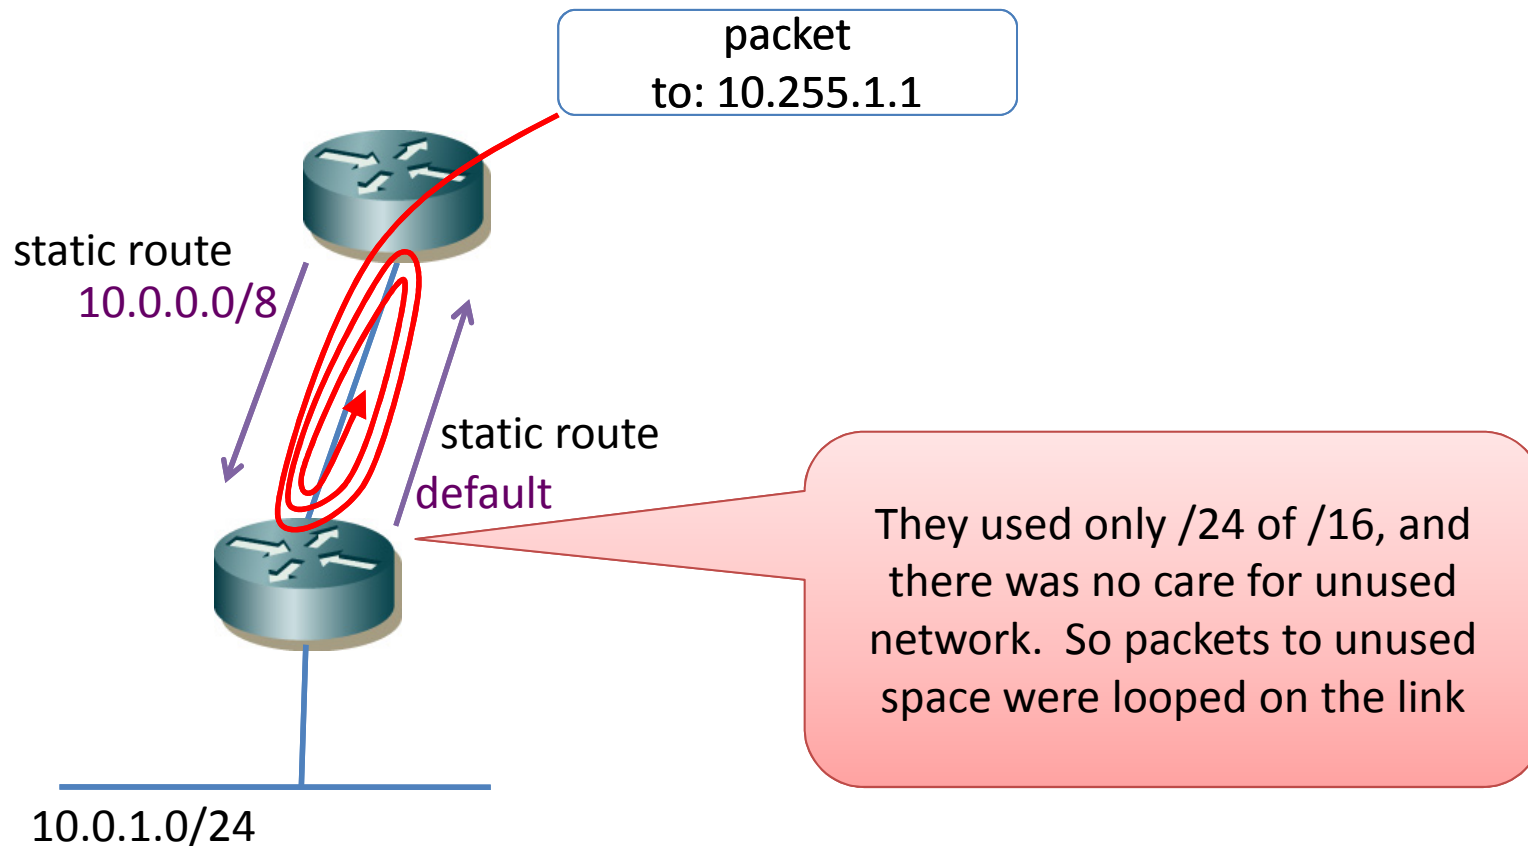 packet
to: 10.255.1.1
static route
10.0.0.0/8
static route
default
They used only /24 of /16, and
there was no care for unused
network.  So packets to unused
space were looped on the link
10.0.1.0/24